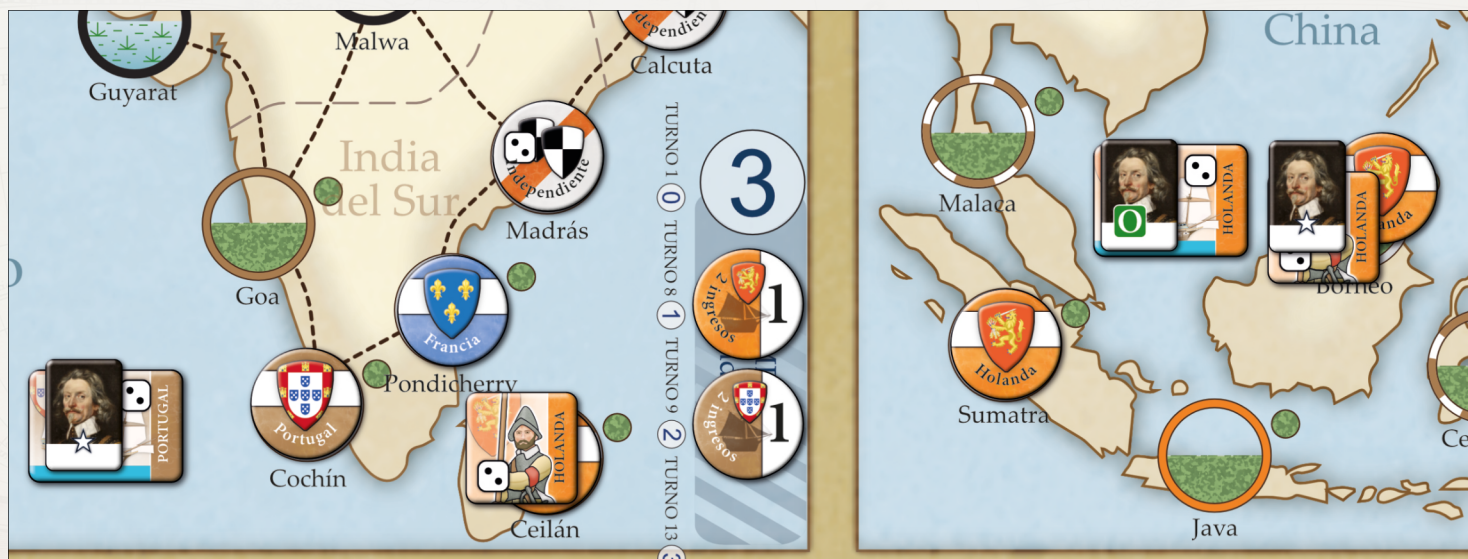 Malwa
Guyarat
Calcuta
India
del Sur
Independiente
Madrás
Goa
Francia
Pondicherry
Portugal
Cochín
PORTUGAL
HOLANDA
Ceilán
TURNO 1
0
TURNO 8
1
TURNO 9
2
TURNO 13
3
3
2 ingresos
1
2 ingresos
1
China
Malaca
O
HOLANDA
HOLANDA
Borneo
Holanda
Sumatra
Java